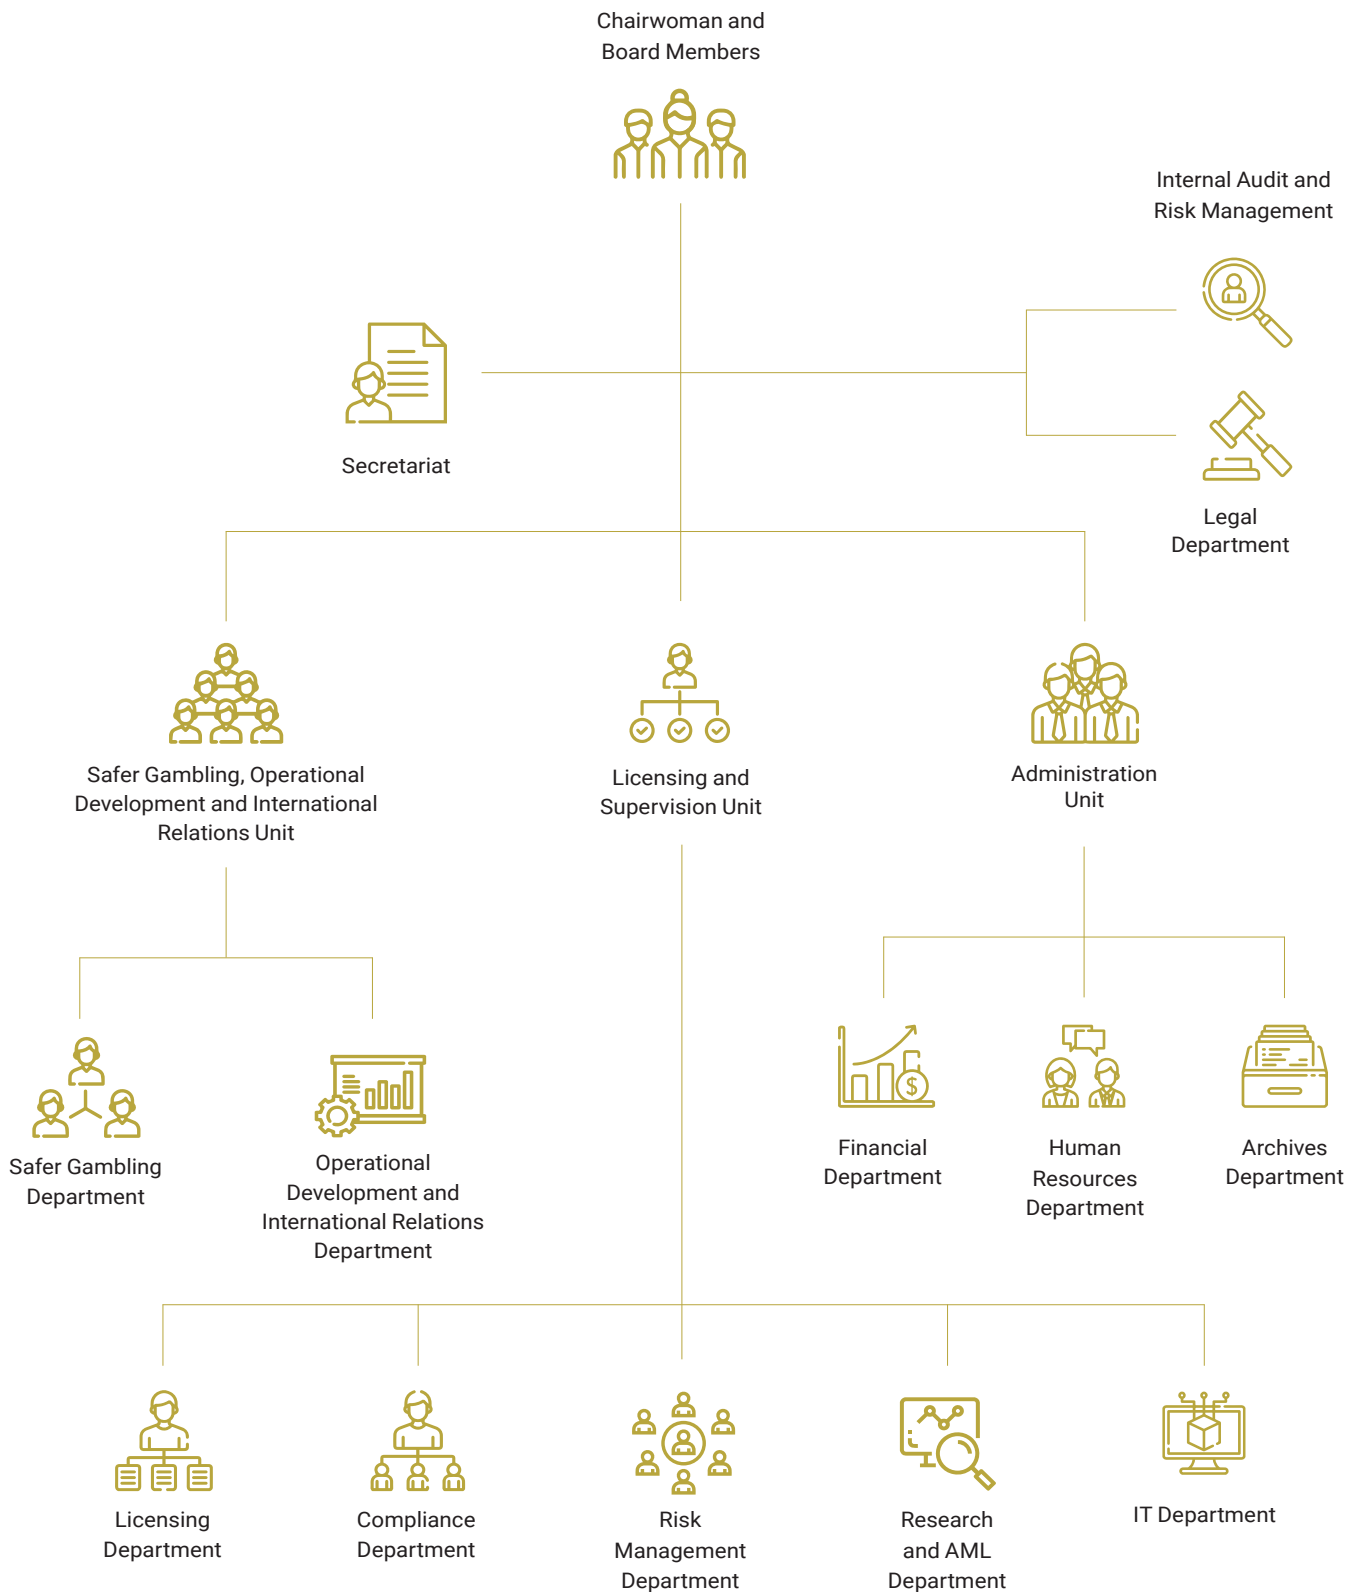 Chairwoman and
Board Members
Internal Audit and
Risk Management
Secretariat
Legal
Department
Safer Gambling, Operational
Development and International
Relations Unit
Licensing and
Supervision Unit
Administration
Unit
Safer Gambling
Department
Operational
Development and
International Relations
Department
$
Financial
Department
Human
Resources
Department
Archives
Department
Licensing
Department
Compliance
Department
Risk
Management
Department
Research
and AML
Department
IT Department